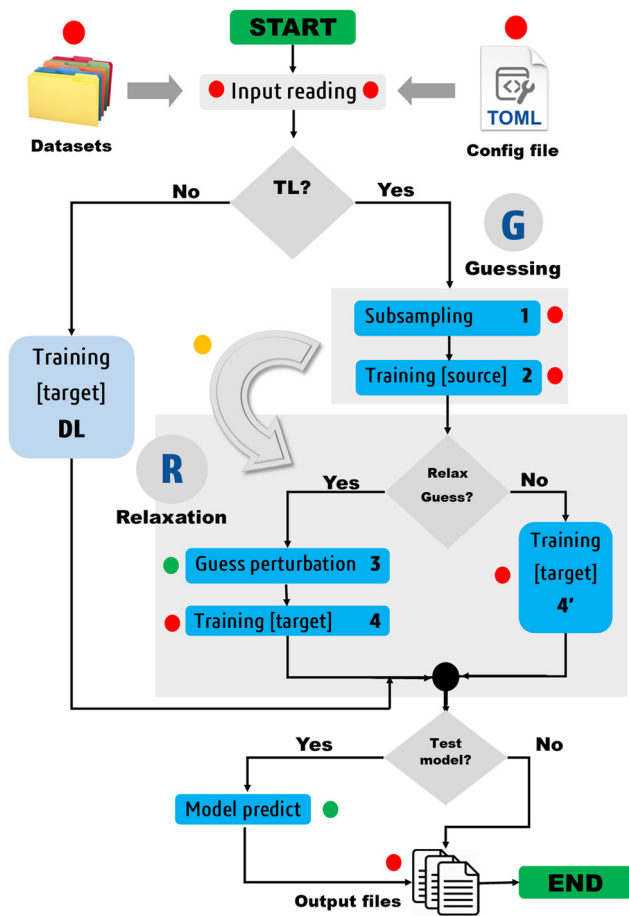 START
Input reading
Datasets
TOML
Config file
TL?
No
Yes
G
Guessing
Subsampling 1
Training [source] 2
Training
[target]
DL
R
Relaxation
Relax
Guess?
Yes
No
Guess perturbation 3
Training [target] 4
Training
[target]
4′
Test
model?
Yes
No
Model predict
Output files
END